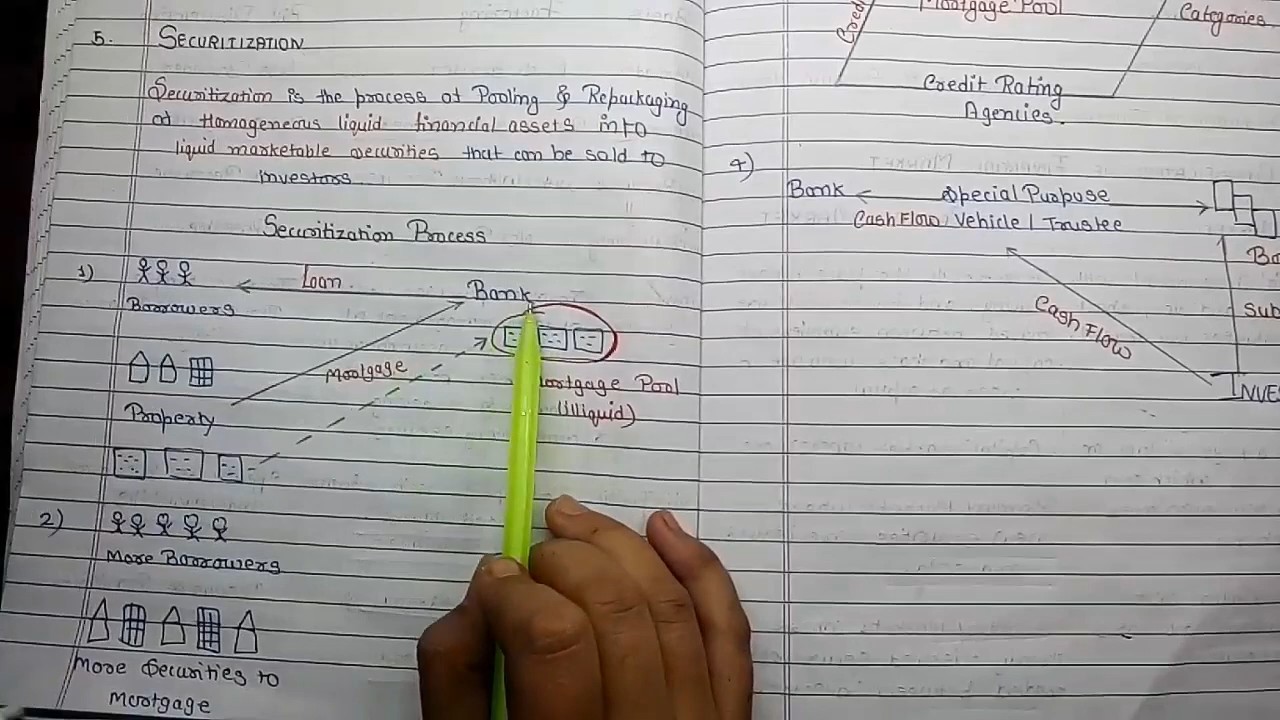 5. SECURITIZATION
Securitization is the process of Pooling & Repackaging
of Homogeneous liquid financial assets into
liquid marketable securities that can be sold to
investors.
Securitization Process
1)
Loan
Bank
Borrowers
Mortgage
Mortgage Pool
(illiquid)
Property
2)
More Borrowers
More Securities to
Mortgage
Mortgage Pool
Categories
Credit Rating
Agencies.
4)
Bank
Special Purpose
Cash Flow Vehicle / Trustee
Cash Flow